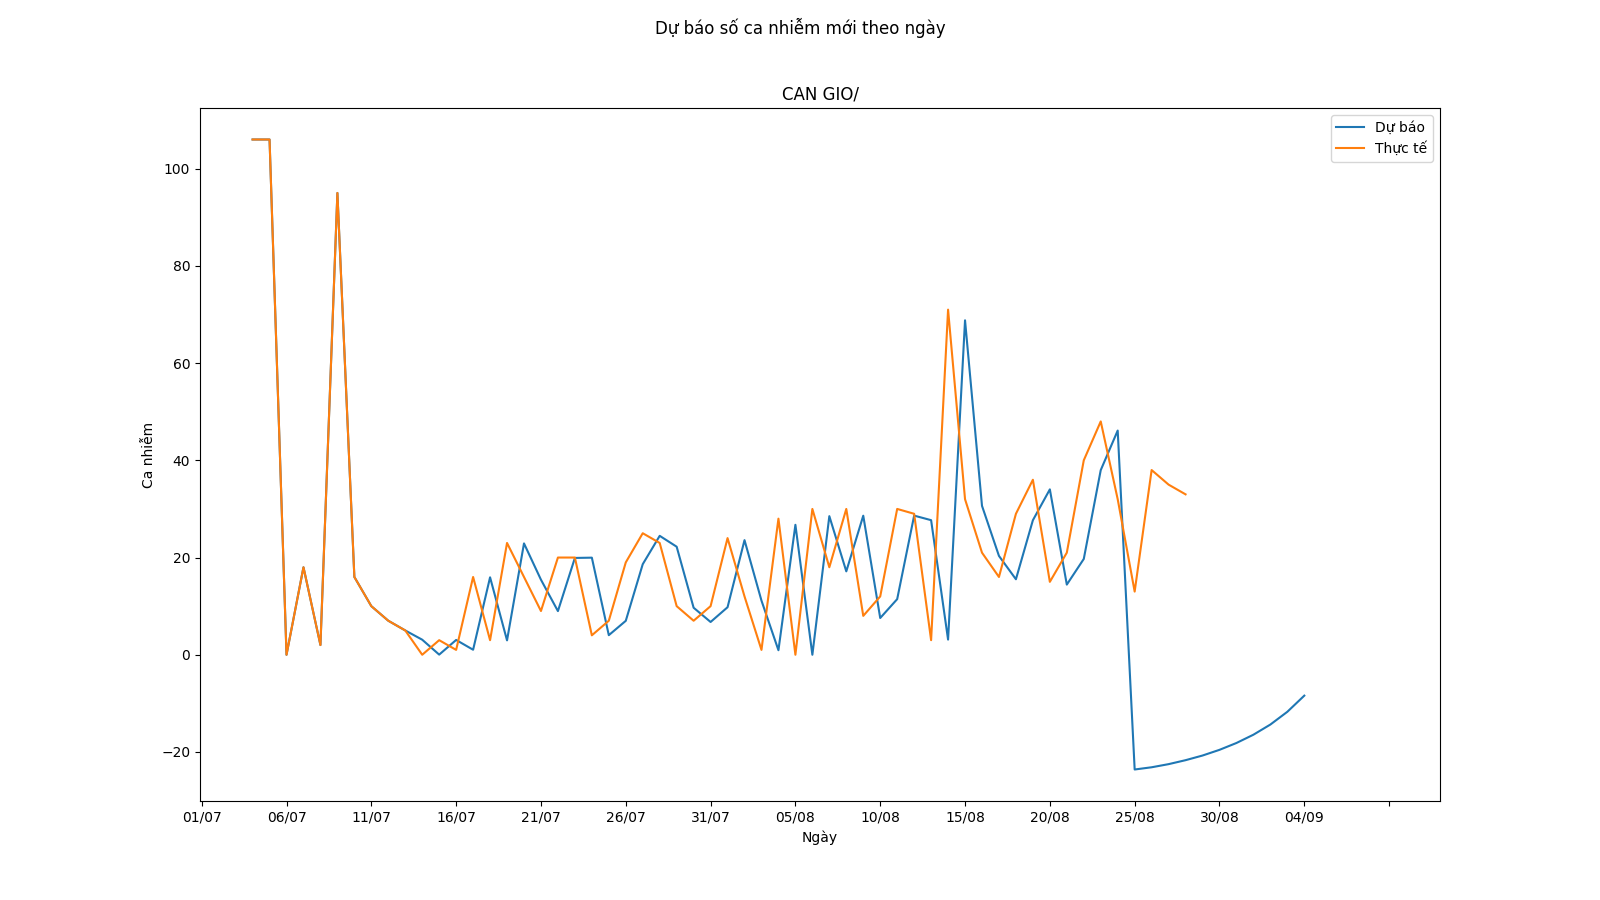 Dự báo số ca nhiễm mới theo ngày
CAN GIO/
Dự báo
Thực tế
100
80
60
40
20
0
−20
Ca nhiễm
01/07 06/07 11/07 16/07 21/07 26/07 31/07 05/08 10/08 15/08 20/08 25/08 30/08 04/09
Ngày